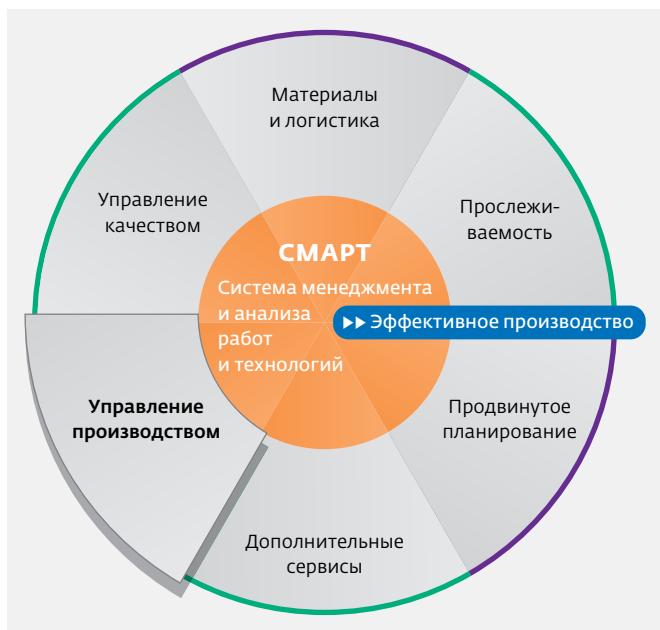 Материалы
и логистика
Управление
качеством
Прослежи-
ваемость
СМАРТ
Система менеджмента
и анализа
работ
и технологий
Эффективное производство
Управление
производством
Продвинутое
планирование
Дополнительные
сервисы